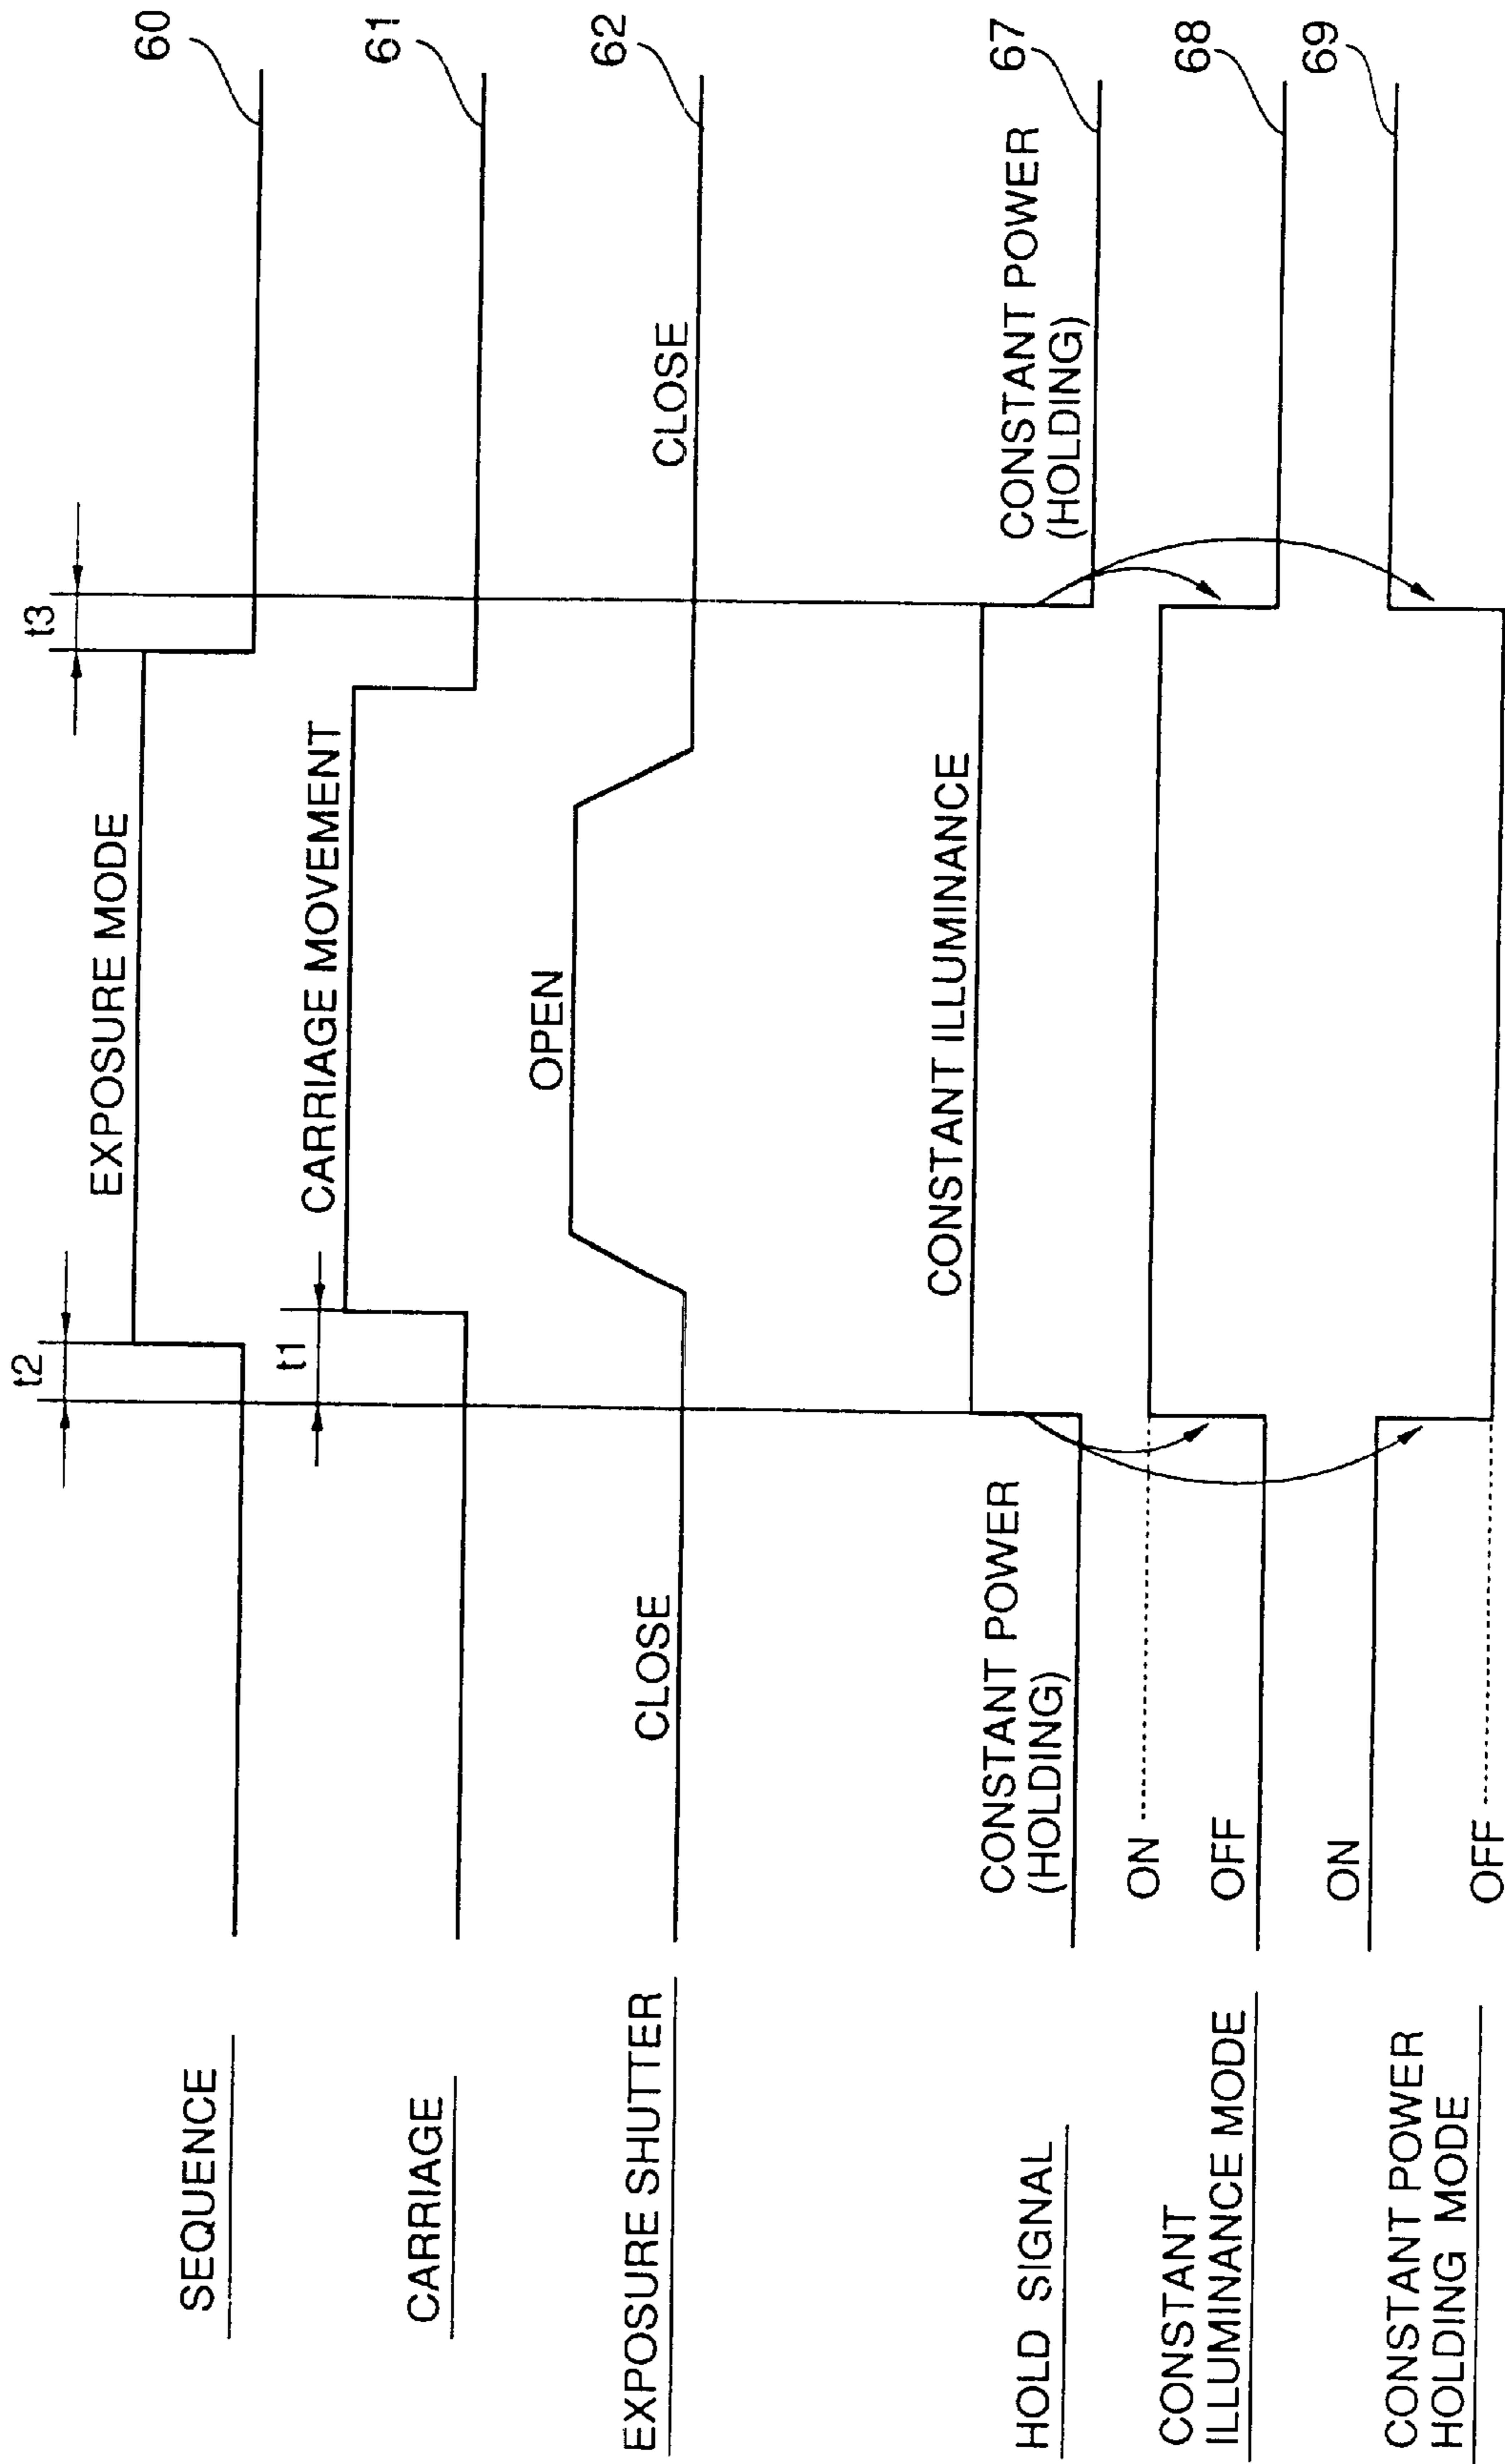 t2
t3
EXPOSURE MODE
60
SEQUENCE
t1
CARRIAGE MOVEMENT
61
CARRIAGE
OPEN
62
CLOSE
CLOSE
EXPOSURE SHUTTER
CONSTANT ILLUMINANCE
CONSTANT POWER
(HOLDING)
CONSTANT POWER
(HOLDING)
67
HOLD SIGNAL
ON
68
CONSTANT
ILLUMINANCE MODE
OFF
ON
69
CONSTANT POWER
HOLDING MODE
OFF